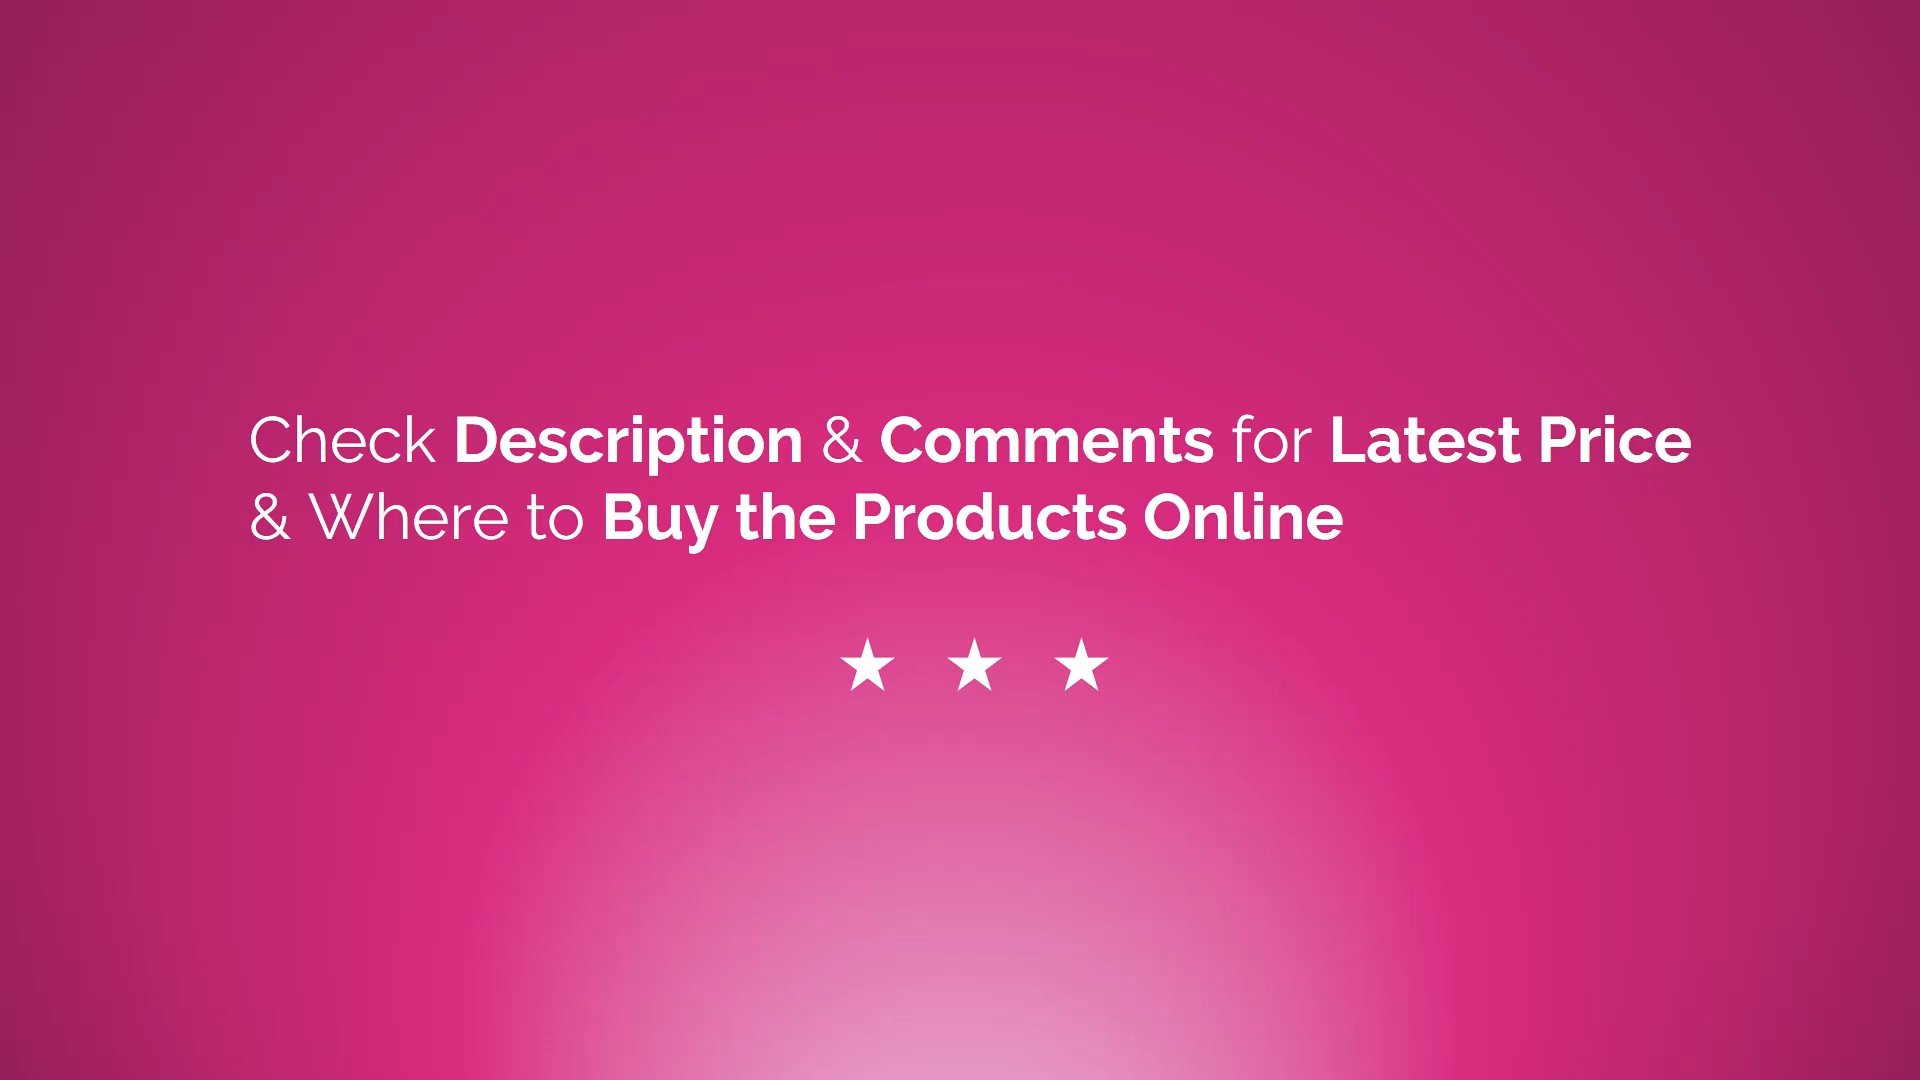 Check Description & Comments for Latest Price
& Where to Buy the Products Online